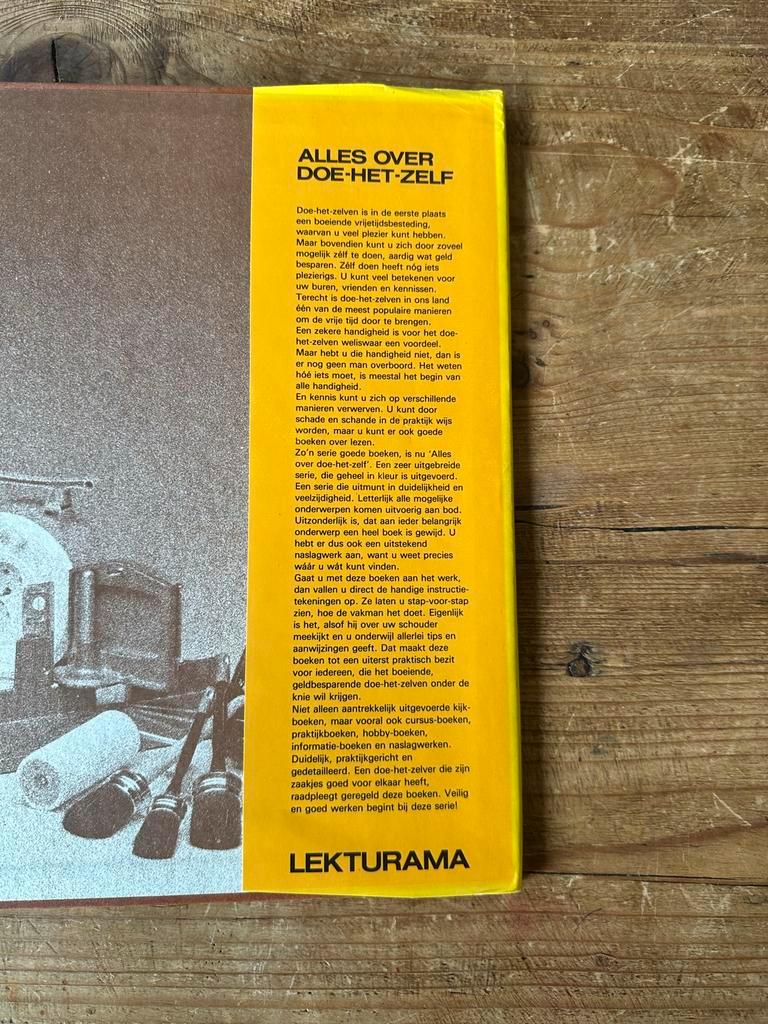 ALLES OVER
DOE-HET-ZELF
Doe-het-zelven is in de eerste plaats
een boeiende vrijetijdsbesteding,
waarvan u veel plezier kunt hebben.
Maar bovendien kunt u zich door zoveel
mogelijk zélf te doen, aardig wat geld
besparen. Zélf doen heeft nóg iets
plezierigs. U kunt veel betekenen voor
uw buren, vrienden en kennissen.
Terecht is doe-het-zelven in ons land
één van de meest populaire manieren
om de vrije tijd door te brengen.
Een zekere handigheid is voor het doe-
het-zelven weliswaar een voordeel.
Maar hebt u die handigheid niet, dan is
er nog geen man overboord. Het weten
hóé iets moet, is meestal het begin van
alle handigheid.
En kennis kunt u zich op verschillende
manieren verwerven. U kunt door
schade en schande in de praktijk wijs
worden, maar u kunt er ook goede
boeken over lezen.
Zo'n serie goede boeken, is nu 'Alles
over doe-het-zelf'. Een zeer uitgebreide
serie, die geheel in kleur is uitgevoerd.
Een serie die uitmunt in duidelijkheid en
veelzijdigheid. Letterlijk alle mogelijke
onderwerpen komen uitvoerig aan bod.
Uitzonderlijk is, dat aan ieder belangrijk
onderwerp een heel boek is gewijd. U
hebt er dus ook een uitstekend
naslagwerk aan, want u weet precies
wáár u wát kunt vinden.
Gaat u met deze boeken aan het werk,
dan vallen u direct de handige instructie-
tekeningen op. Ze laten u stap-voor-stap
zien, hoe de vakman het doet. Eigenlijk
is het, alsof hij over uw schouder
meekijkt en u onderwijl allerlei tips en
aanwijzingen geeft. Dat maakt deze
boeken tot een uiterst praktisch bezit
voor iedereen, die het boeiende,
geldbesparende doe-het-zelven onder de
knie wil krijgen.
Niet alleen aantrekkelijk uitgevoerde kijk-
boeken, maar vooral ook cursus-boeken,
praktijkboeken, hobby-boeken,
informatie-boeken en naslagwerken.
Duidelijk, praktijkgericht en
gedetailleerd. Een doe-het-zelver die zijn
zaakjes goed voor elkaar heeft,
raadpleegt geregeld deze boeken. Veilig
en goed werken begint bij deze serie!
LEKTURAMA